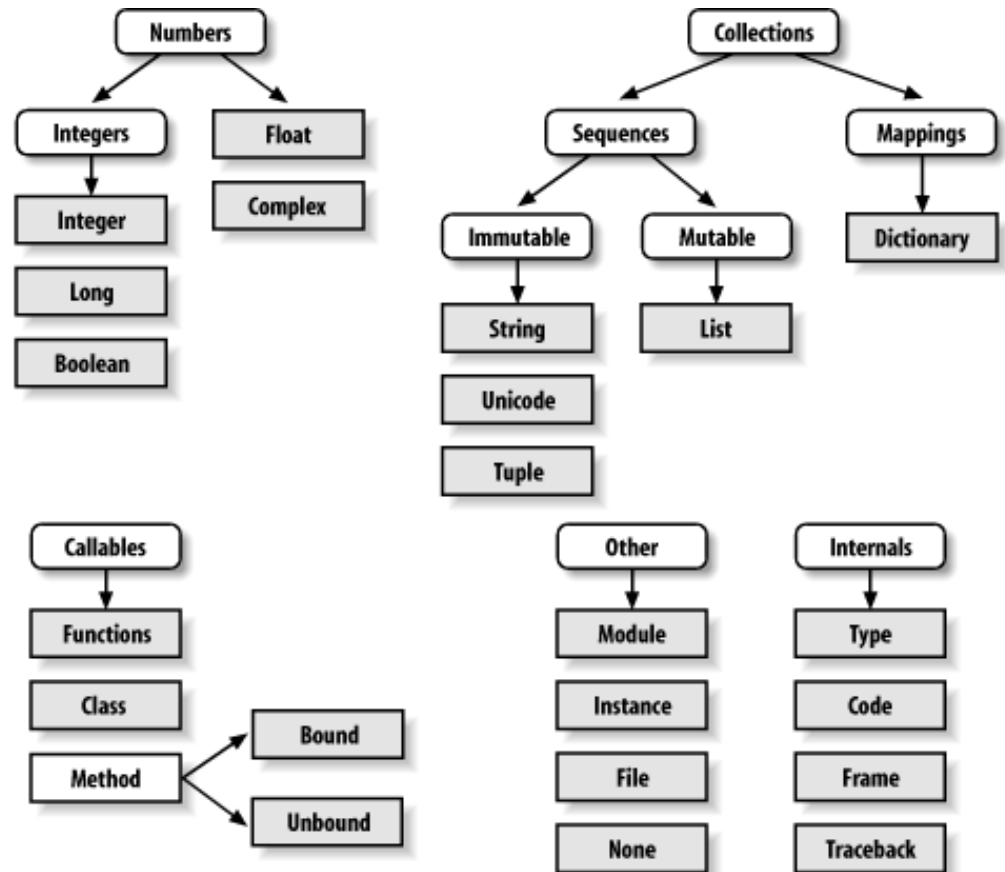 Numbers
Collections
Integers
Float
Sequences
Mappings
Integer
Complex
Immutable
Mutable
Dictionary
Long
String
List
Boolean
Unicode
Tuple
Callables
Other
Internals
Functions
Module
Type
Class
Instance
Code
Bound
Method
File
Frame
Unbound
None
Traceback